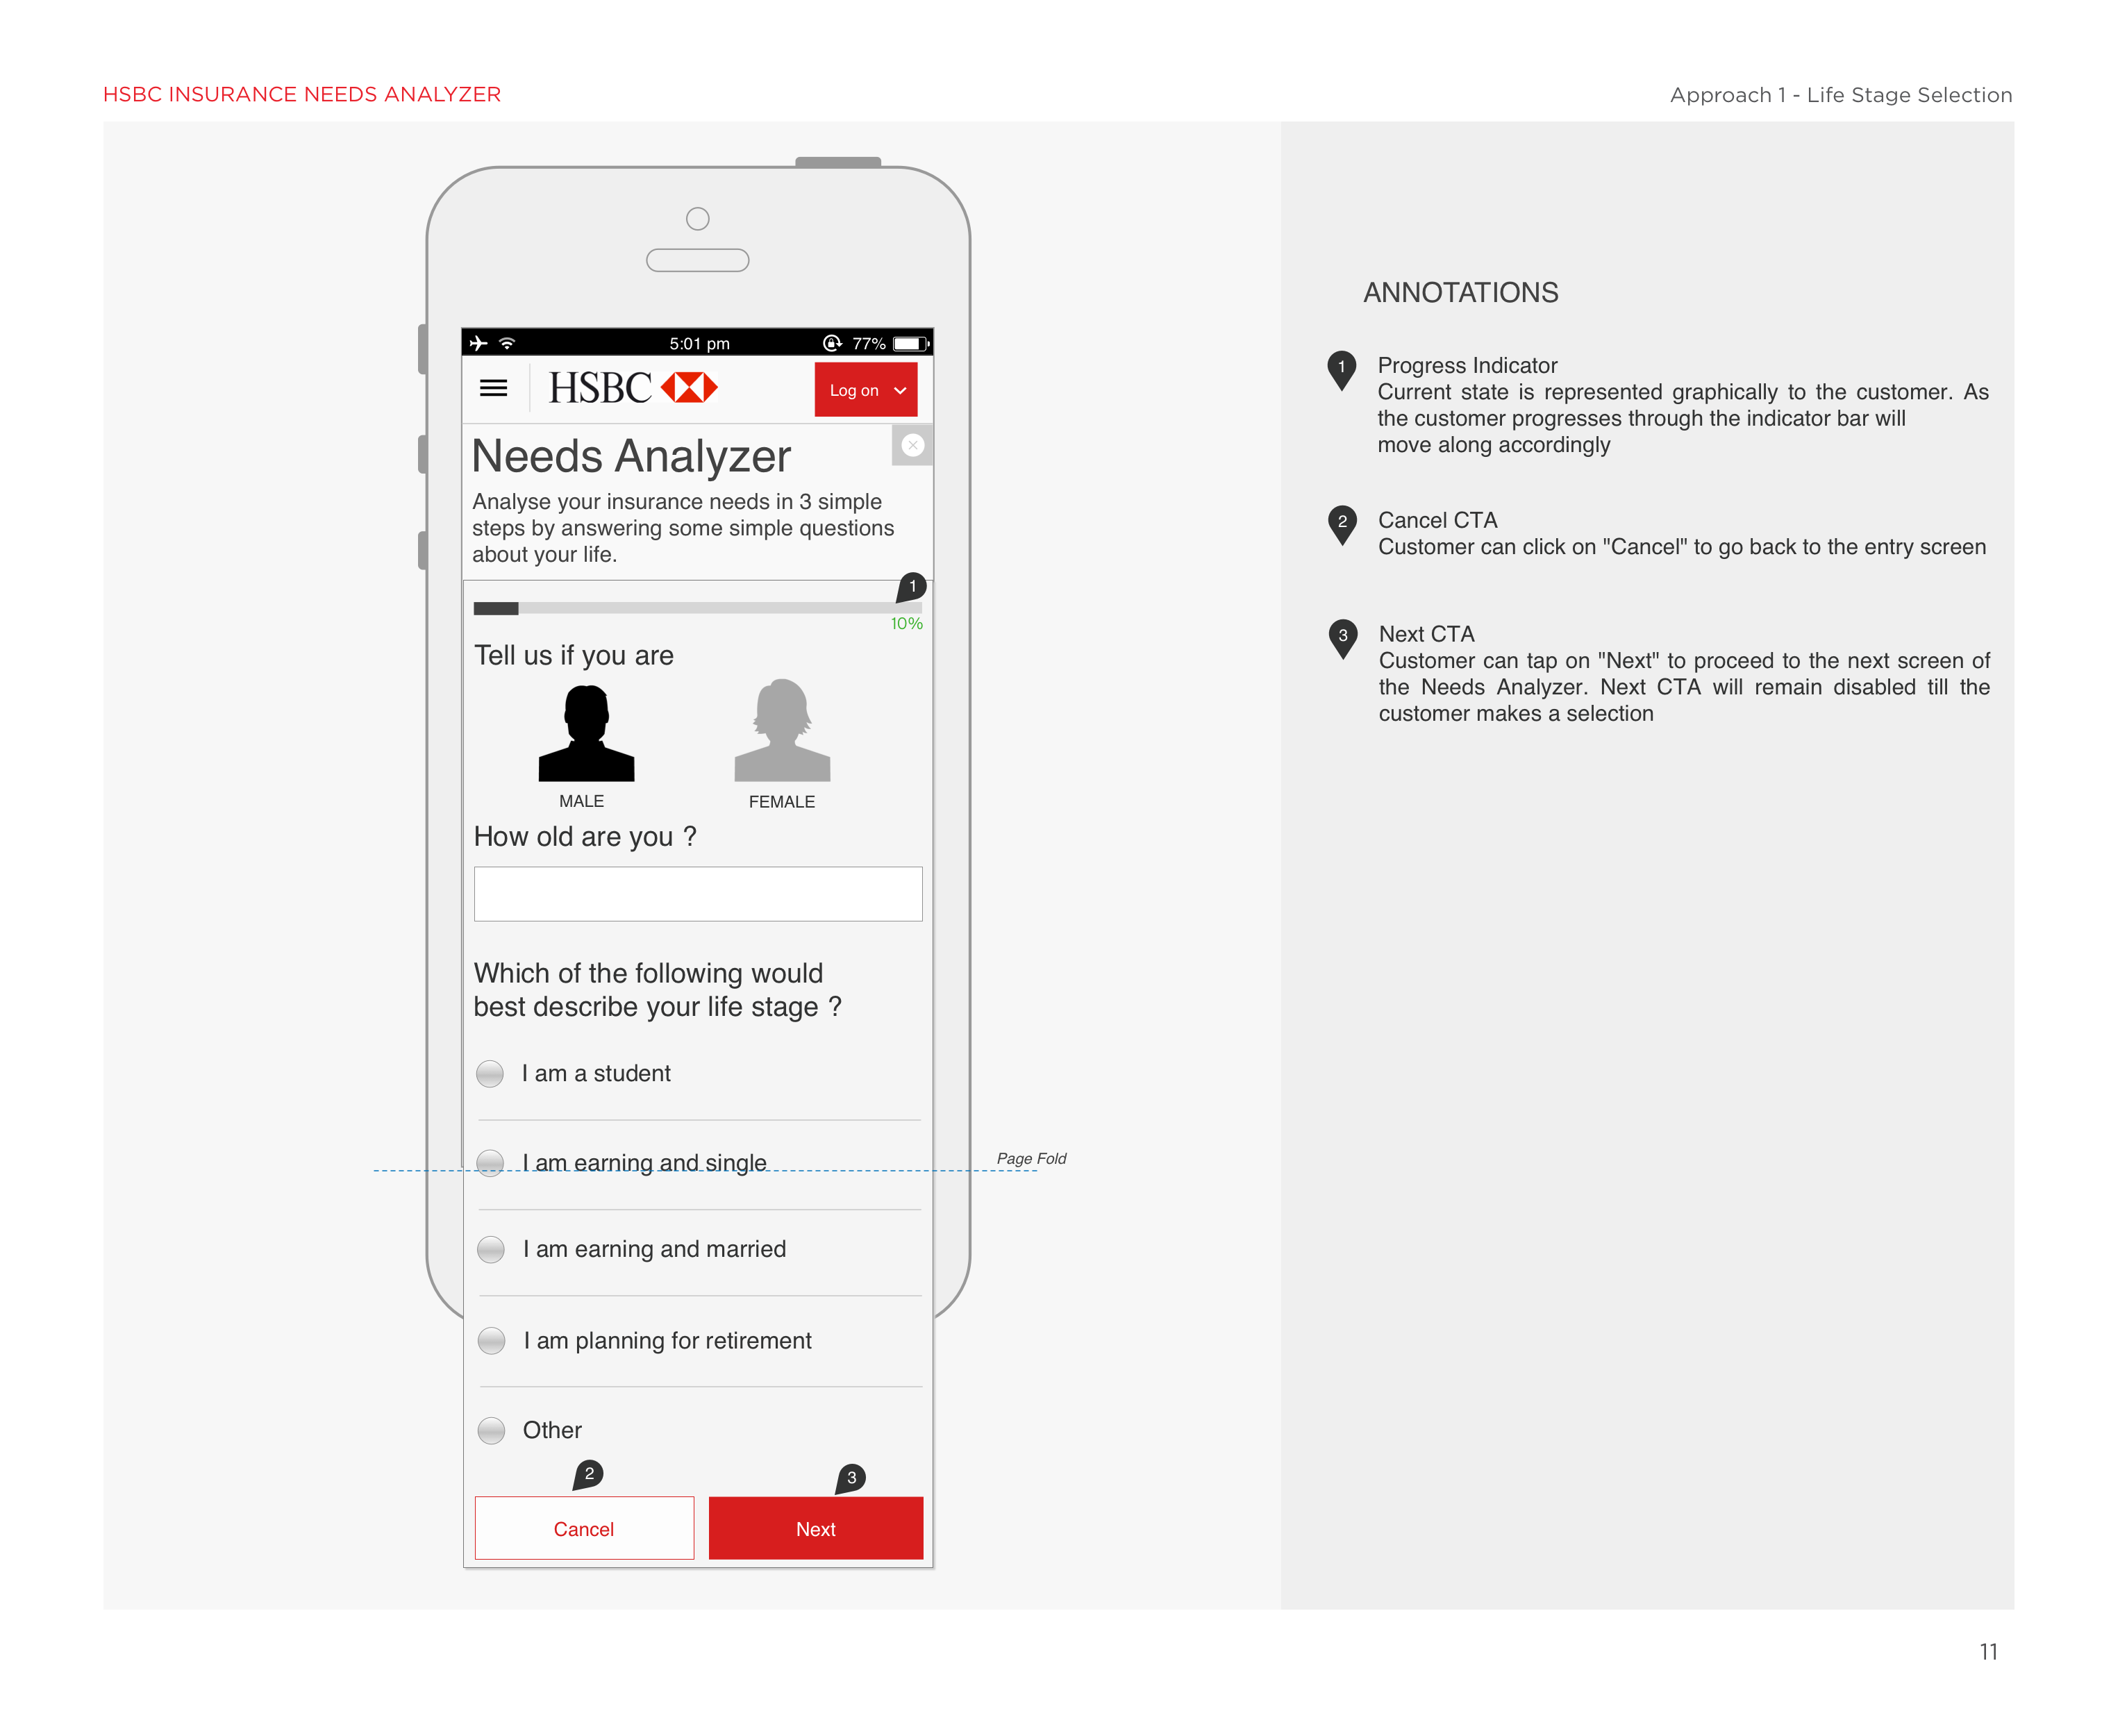 HSBC INSURANCE NEEDS ANALYZER
Approach 1 - Life Stage Selection
5:01 pm
77%
HSBC
Log on
Needs Analyzer
Analyse your insurance needs in 3 simple
steps by answering some simple questions
about your life.
1
10%
Tell us if you are
MALE
FEMALE
How old are you ?
Which of the following would
best describe your life stage ?
I am a student
I am earning and single
Page Fold
I am earning and married
I am planning for retirement
Other
2
3
Cancel
Next
ANNOTATIONS
1
Progress Indicator
Current state is represented graphically to the customer. As
the customer progresses through the indicator bar will
move along accordingly
2
Cancel CTA
Customer can click on "Cancel" to go back to the entry screen
3
Next CTA
Customer can tap on "Next" to proceed to the next screen of
the Needs Analyzer. Next CTA will remain disabled till the
customer makes a selection
11